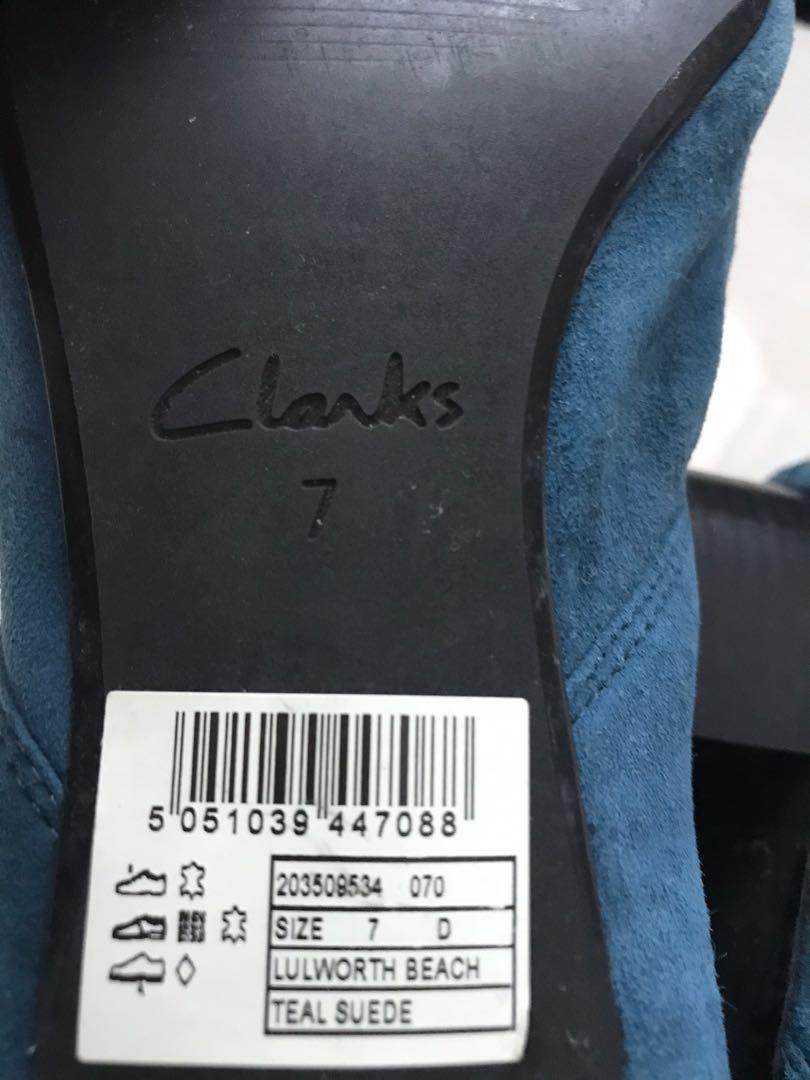 Clarks
7
5 051039 447088
203509534 070
SIZE 7 D
LULWORTH BEACH
TEAL SUEDE